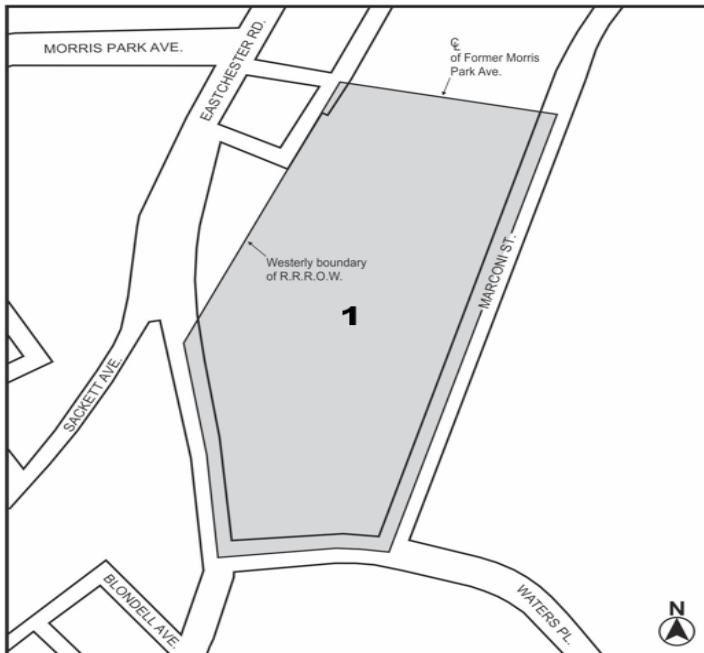 MORRIS PARK AVE.
EASTCHESTER RD.
℄
of Former Morris
Park Ave.
Westerly boundary
of R.R.R.O.W.
1
MARCONI ST.
SACKETT AVE.
BLONDELL AVE.
WATERS PL.
N